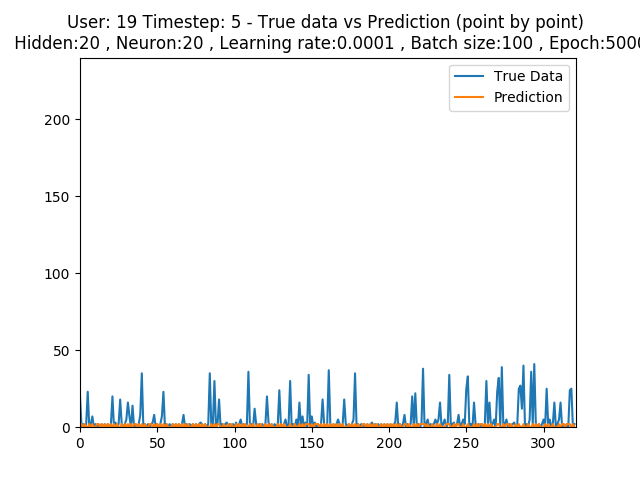 User: 19 Timestep: 5 - True data vs Prediction (point by point)
Hidden:20 , Neuron:20 , Learning rate:0.0001 , Batch size:100 , Epoch:5000
True Data
Prediction
200
150
100
50
0
0 50 100 150 200 250 300